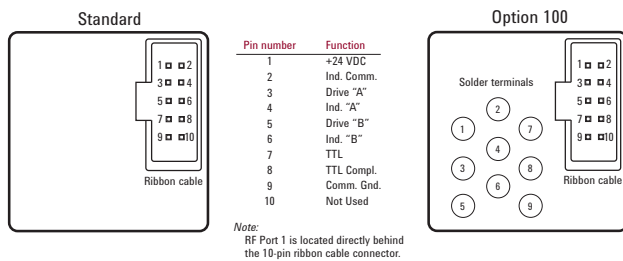 Standard
1 2
3 4
5 6
7 8
9 10
Ribbon cable
Pin number Function
1 +24 VDC
2 Ind. Comm.
3 Drive “A”
4 Ind. “A”
5 Drive “B”
6 Ind. “B”
7 TTL
8 TTL Compl.
9 Comm. Gnd.
10 Not Used
Note:
RF Port 1 is located directly behind
the 10-pin ribbon cable connector.
Option 100
Solder terminals
2
1 7
4
3 8
6
5 9
1 2
3 4
5 6
7 8
9 10
Ribbon cable